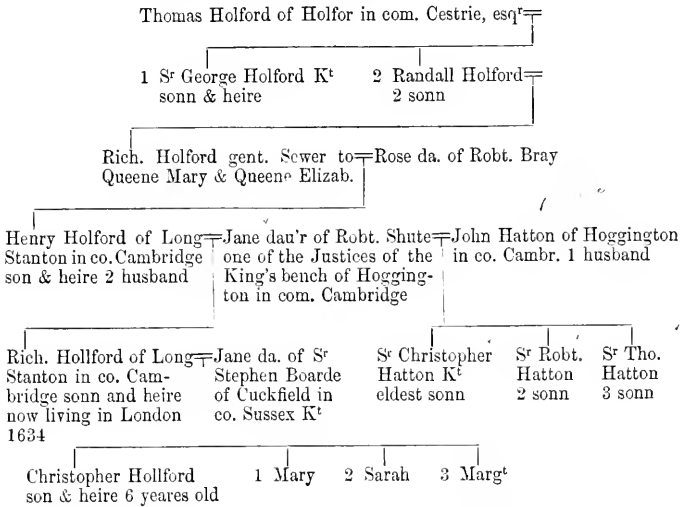 Thomas Holford of Holfor in com. Cestrie, esqʳ
1 Sʳ George Holford Kᵗ
sonn & heire
2 Randall Holford
2 sonn
Rich. Holford gent. Sewer to
Queene Mary & Queene Elizab.
Rose da. of Robt. Bray
Henry Holford of Long
Stanton in co. Cambridge
son & heire 2 husband
Jane dau'r of Robt. Shute
one of the Justices of the
King's bench of Hogging-
ton in com. Cambridge
John Hatton of Hoggington
in co. Cambr. 1 husband
Rich. Hollford of Long
Stanton in co. Cam-
bridge sonn and heire
now living in London
1634
Jane da. of Sʳ
Stephen Boarde
of Cuckfield in
co. Sussex Kᵗ
Sʳ Christopher
Hatton Kᵗ
eldest sonn
Sʳ Robt.
Hatton
2 sonn
Sʳ Tho.
Hatton
3 sonn
Christopher Hollford
son & heire 6 yeares old
1 Mary
2 Sarah
3 Margᵗ